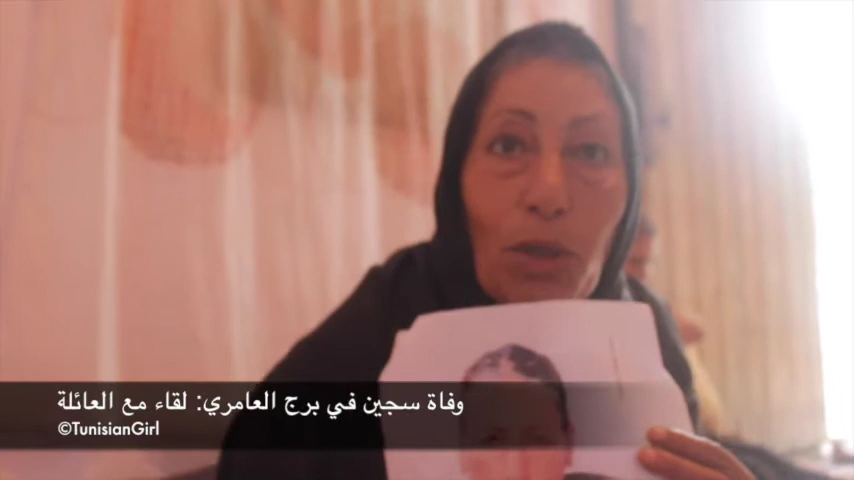 وفاة سجين في برج العامري: لقاء مع العائلة
©TunisianGirl